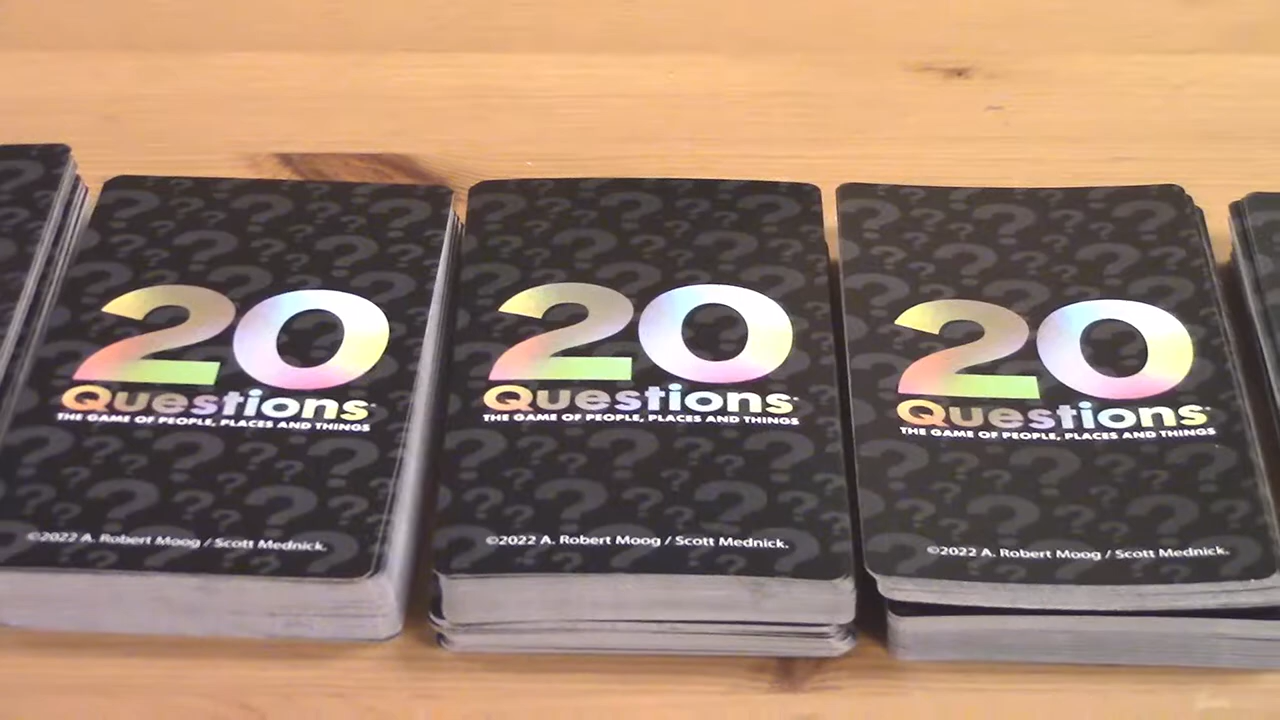 20
Questions
THE GAME OF PEOPLE, PLACES AND THINGS
©2022 A. Robert Moog / Scott Mednick.
20
Questions
THE GAME OF PEOPLE, PLACES AND THINGS
©2022 A. Robert Moog / Scott Mednick.
20
Questions
THE GAME OF PEOPLE, PLACES AND THINGS
©2022 A. Robert Moog / Scott Mednick.